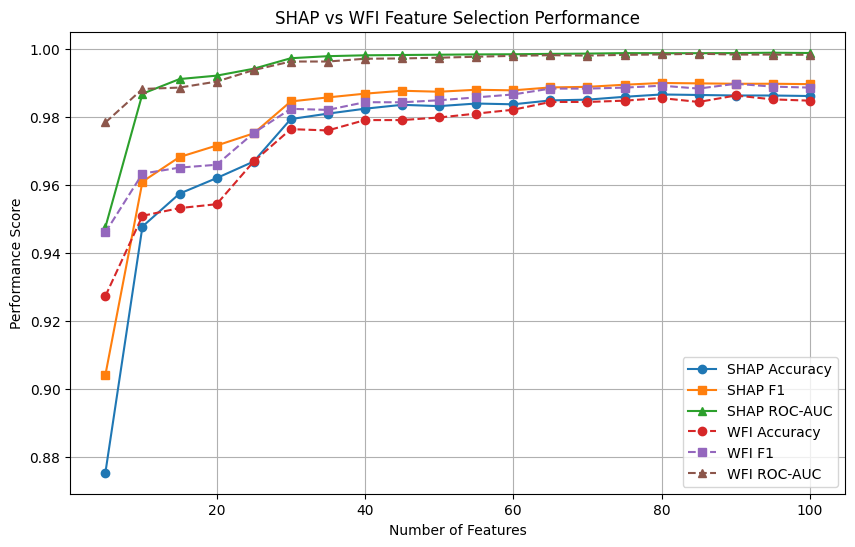 SHAP vs WFI Feature Selection Performance
1.00
0.98
0.96
0.94
0.92
0.90
0.88
Performance Score
20 40 60 80 100
Number of Features
SHAP Accuracy
SHAP F1
SHAP ROC-AUC
WFI Accuracy
WFI F1
WFI ROC-AUC